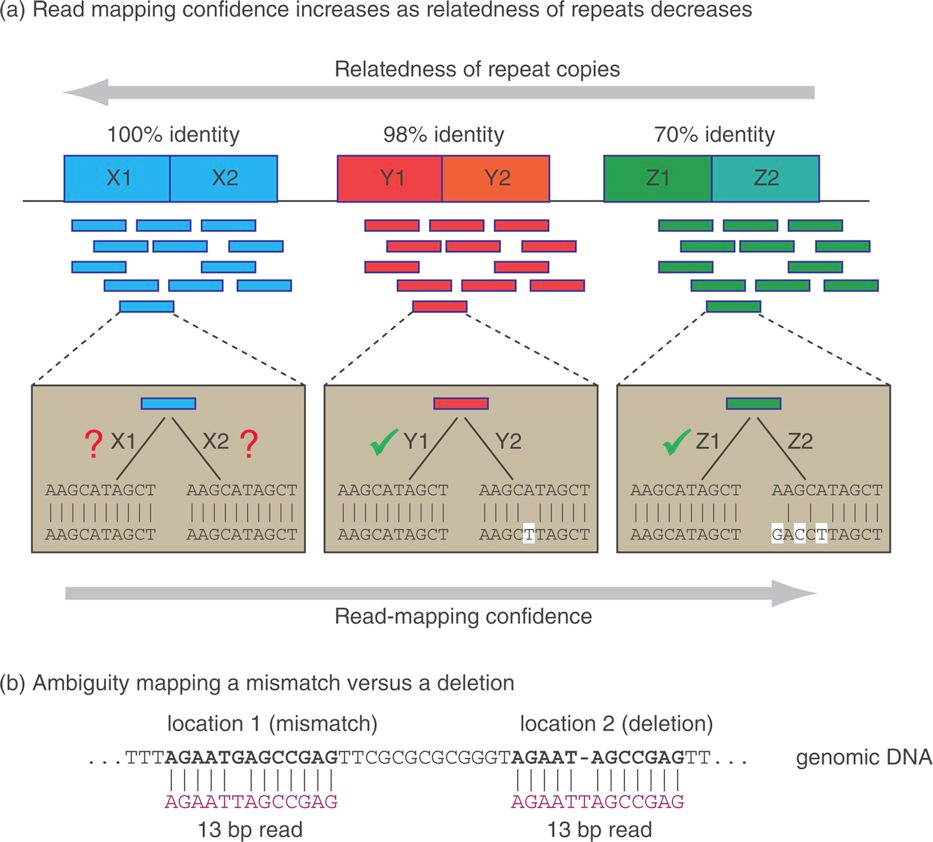 (a) Read mapping confidence increases as relatedness of repeats decreases
Relatedness of repeat copies
100% identity 98% identity 70% identity
X1 X2 Y1 Y2 Z1 Z2
? X1 X2 ? Y1 Y2 Z1 Z2
AAGCATAGCT AAGCATAGCT AAGCATAGCT AAGCATAGCT AAGCATAGCT AAGCATAGCT
AAGCATAGCT AAGCATAGCT AAGCATAGCT AAGCTTAGCT AAGCATAGCT GACCTTAGCT
Read-mapping confidence
(b) Ambiguity mapping a mismatch versus a deletion
location 1 (mismatch) location 2 (deletion)
...TTTAGAATGAGCCGAGTTCGCGCGCGGGTAGAAT-AGCCGAGTT... genomic DNA
AGAATTAGCCGAG AGAATTAGCCGAG
13 bp read 13 bp read